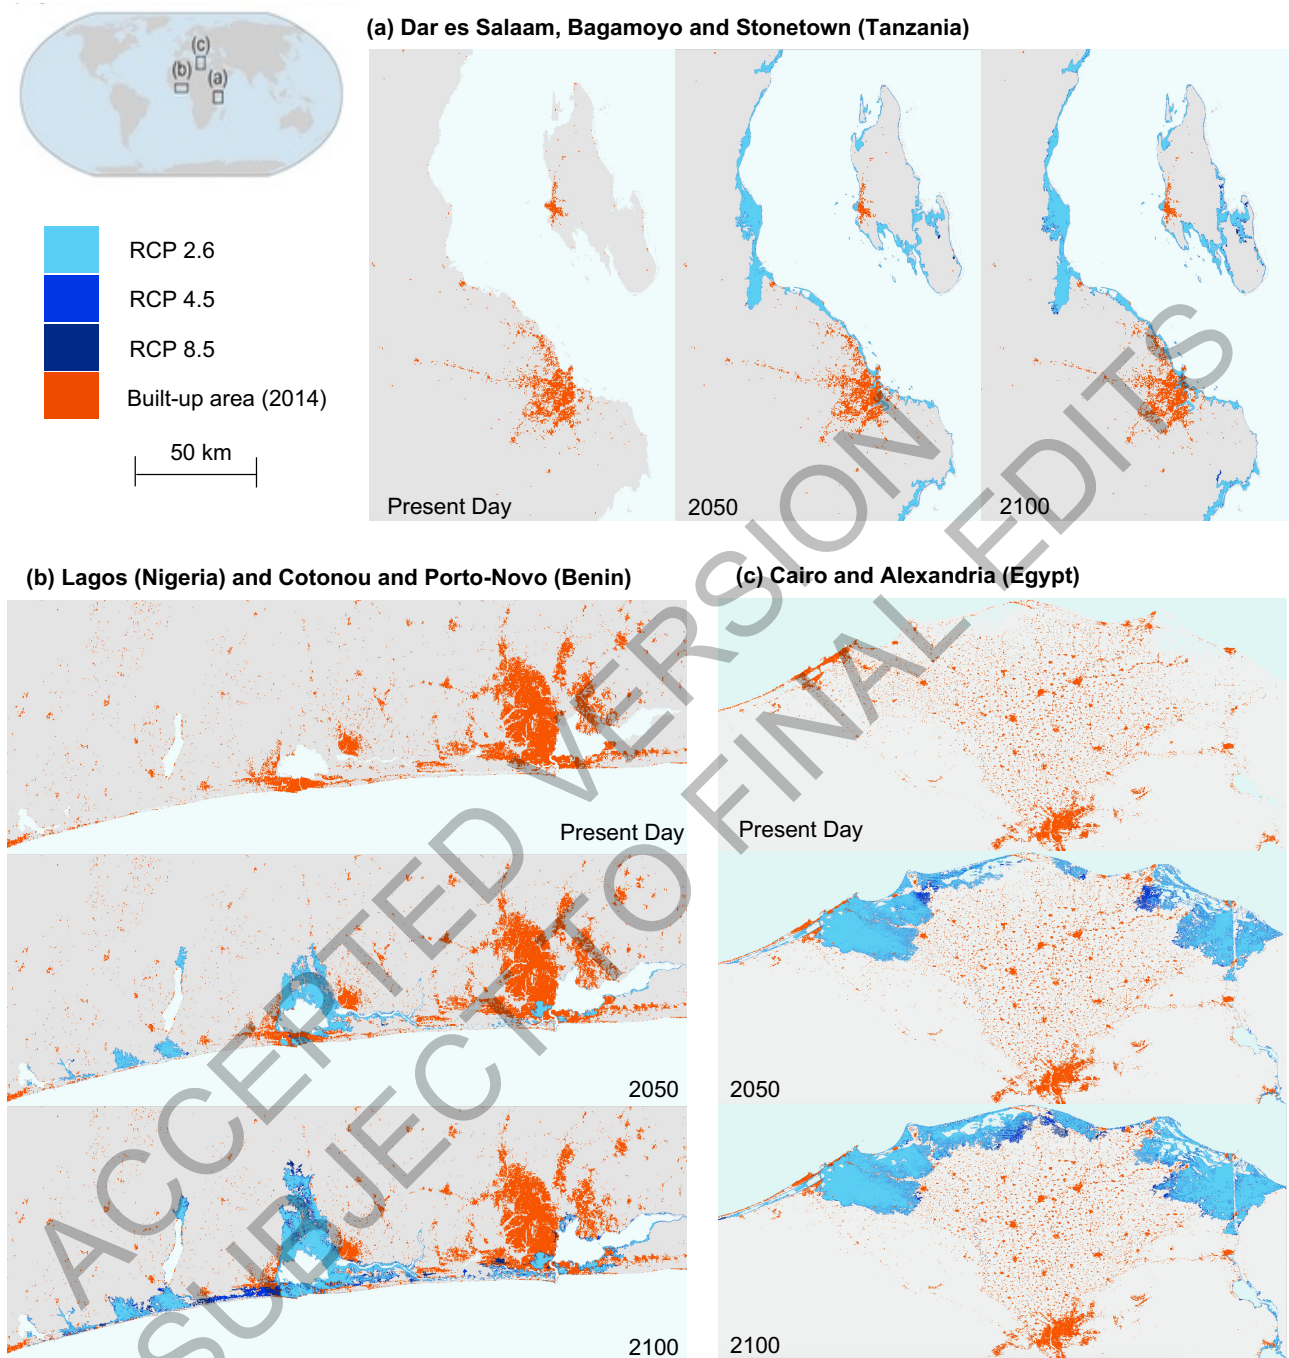 (a) Dar es Salaam, Bagamoyo and Stonetown (Tanzania)
(c)
(b)
(a)
RCP 2.6
RCP 4.5
RCP 8.5
Built-up area (2014)
50 km
Present Day
2050
2100
(b) Lagos (Nigeria) and Cotonou and Porto-Novo (Benin)
(c) Cairo and Alexandria (Egypt)
Present Day
Present Day
2050
2050
2100
2100
ACCEPTED VERSION
SUBJECT TO FINAL EDITS